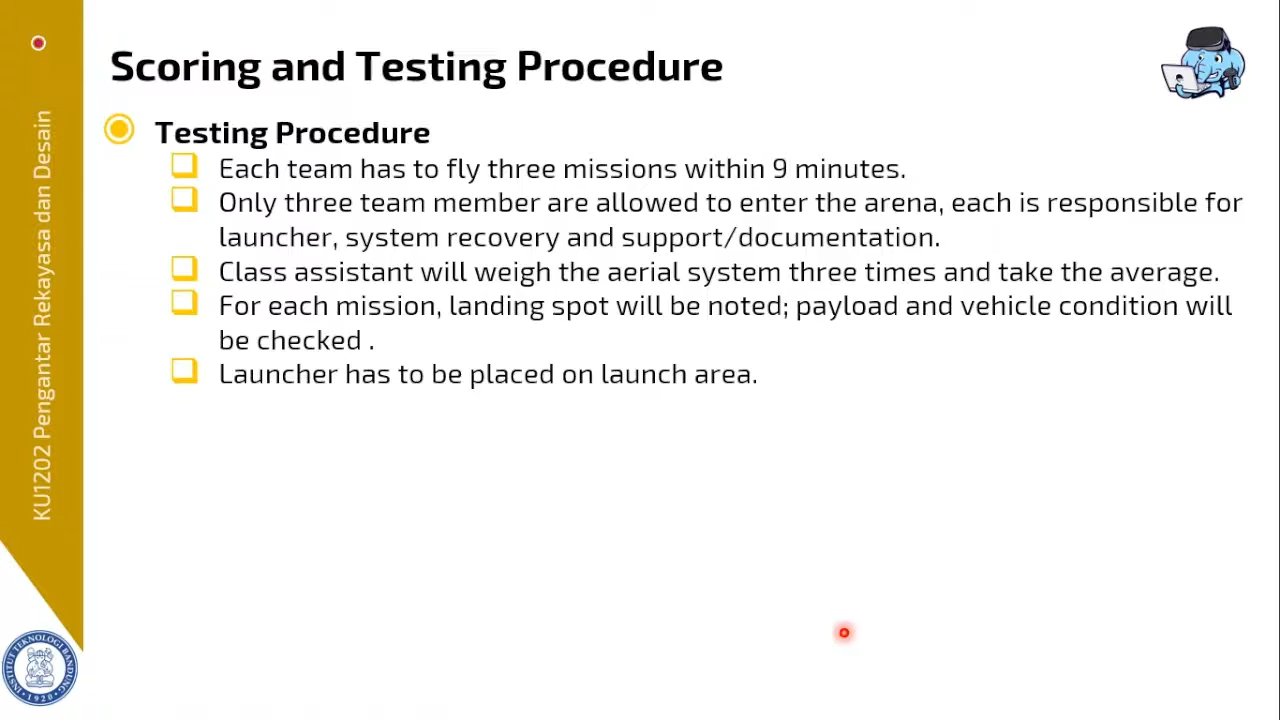 Scoring and Testing Procedure
Testing Procedure
Each team has to fly three missions within 9 minutes.
Only three team member are allowed to enter the arena, each is responsible for
launcher, system recovery and support/documentation.
Class assistant will weigh the aerial system three times and take the average.
For each mission, landing spot will be noted; payload and vehicle condition will
be checked .
Launcher has to be placed on launch area.
KU1202 Pengantar Rekayasa dan Desain
INSTITUT TEKNOLOGI BANDUNG
1920